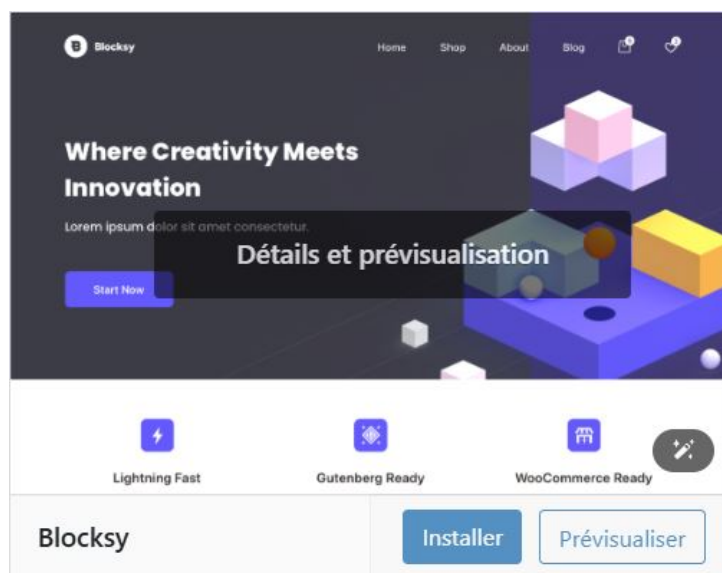 Blocksy
Home Shop About Blog
Where Creativity Meets
Innovation
Lorem ipsum dolor sit amet consectetur.
Détails et prévisualisation
Start Now
Lightning Fast
Gutenberg Ready
WooCommerce Ready
Blocksy
Installer
Prévisualiser